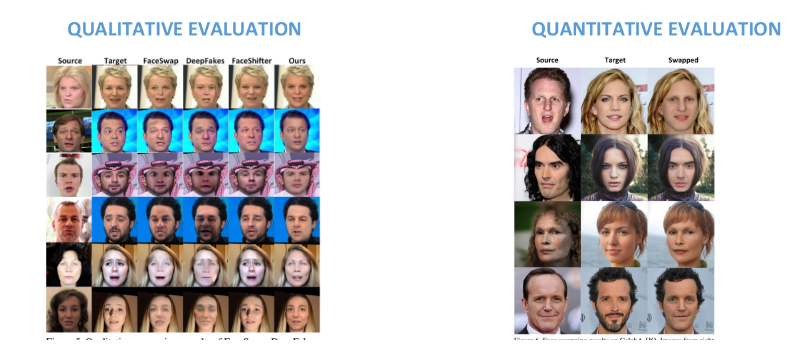 QUALITATIVE EVALUATION
Source Target FaceSwap DeepFakes FaceShifter Ours
QUANTITATIVE EVALUATION
Source Target Swapped